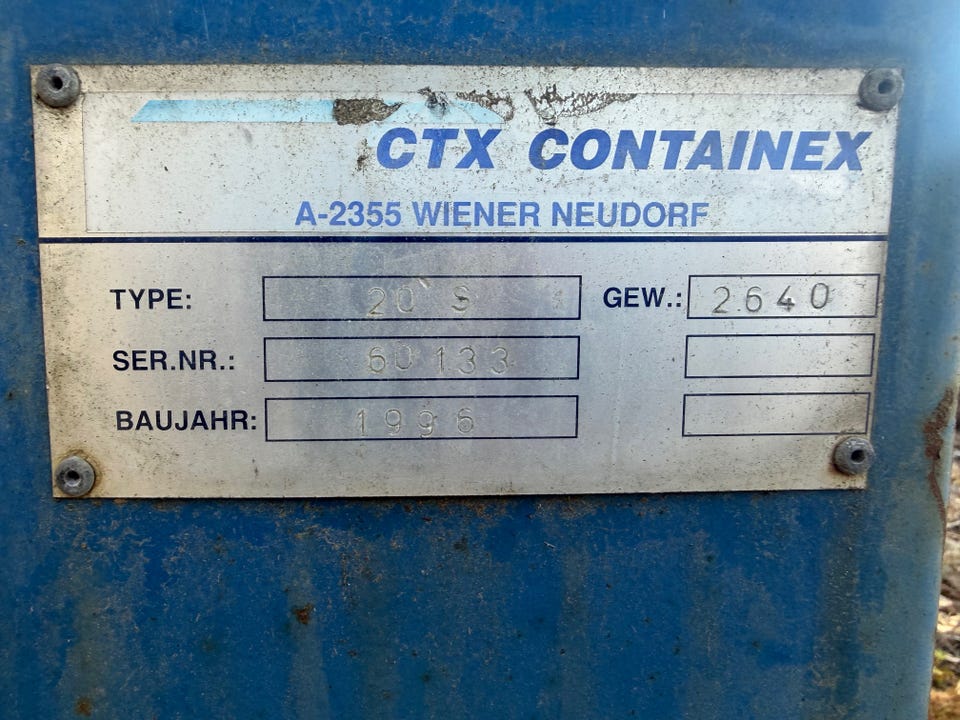 CTX CONTAINEX
A-2355 WIENER NEUDORF
TYPE: 20' S GEW.: 2640
SER.NR.: 60133
BAUJAHR: 1996